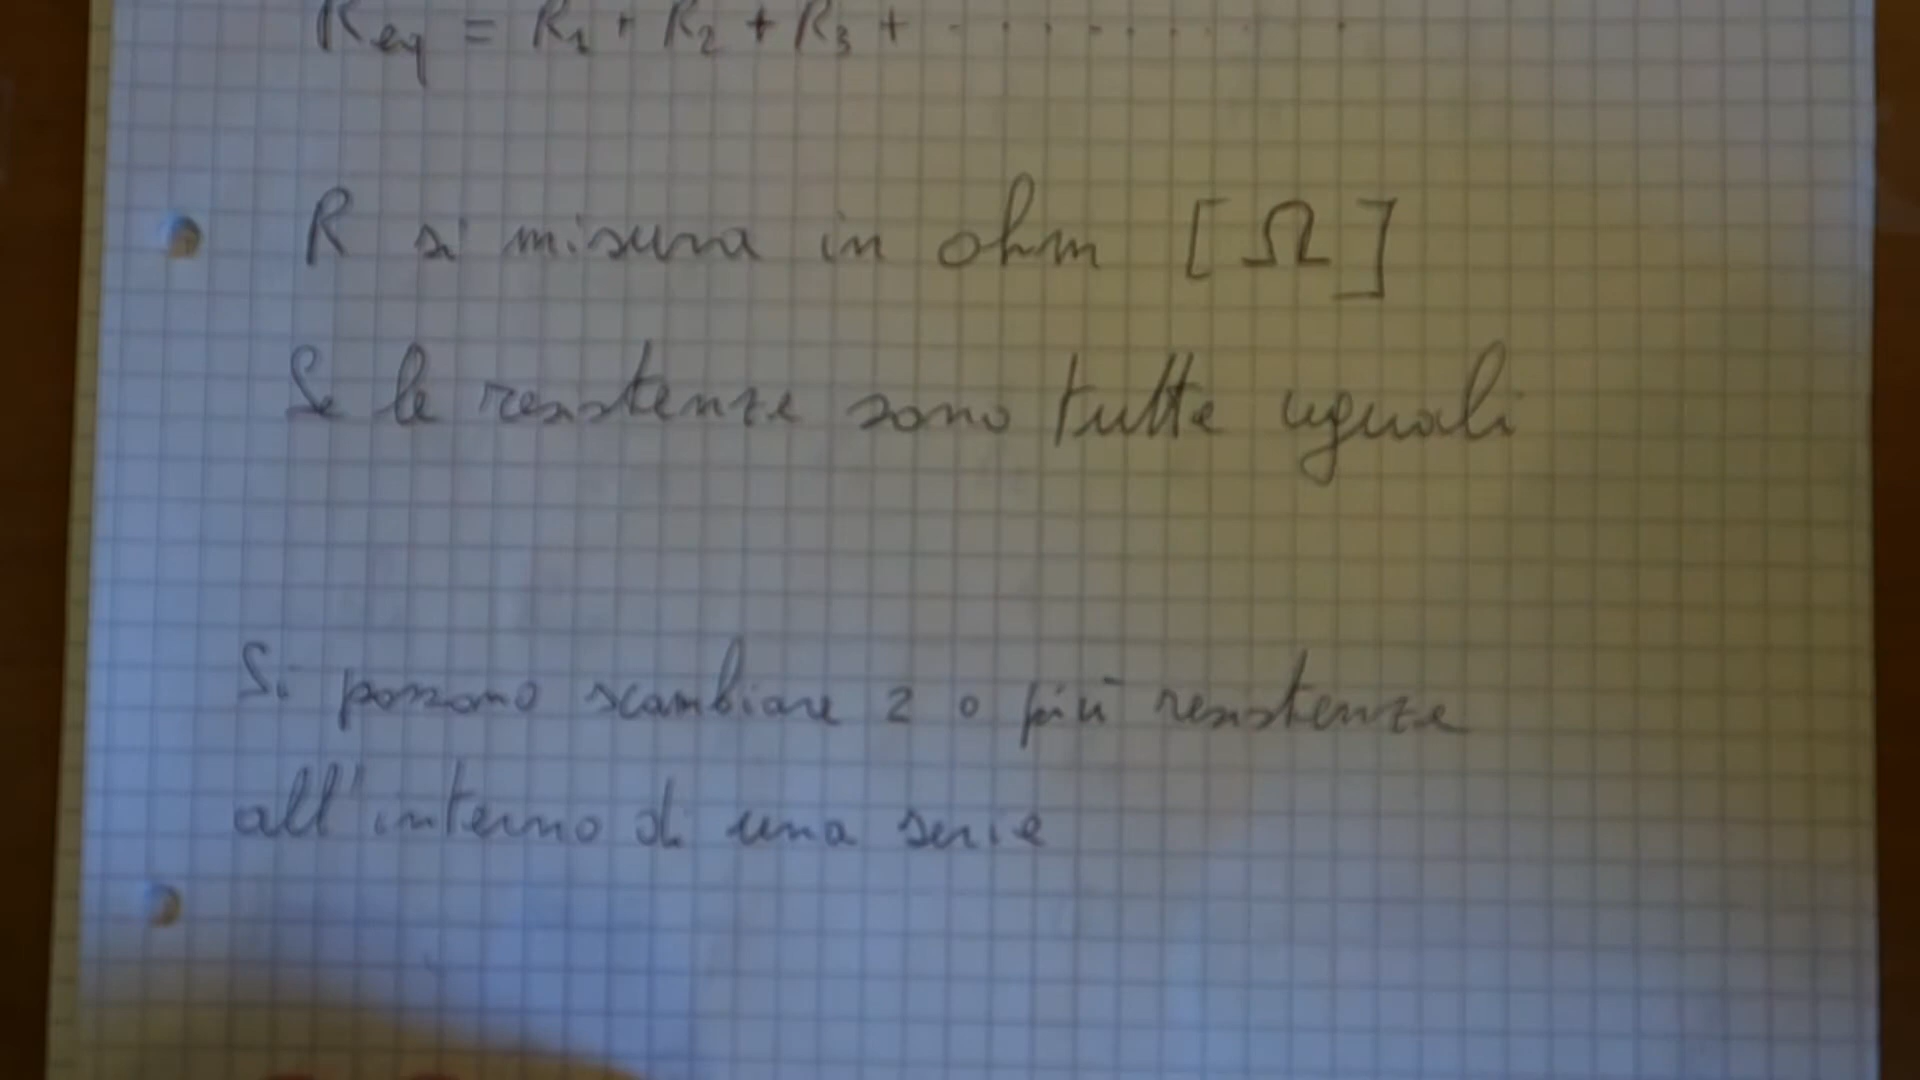 Req = R1 + R2 + R3 + ..........
R si misura in ohm [Ω]
Se le resistenze sono tutte uguali
Si possono scambiare 2 o più resistenze
all'interno di una serie